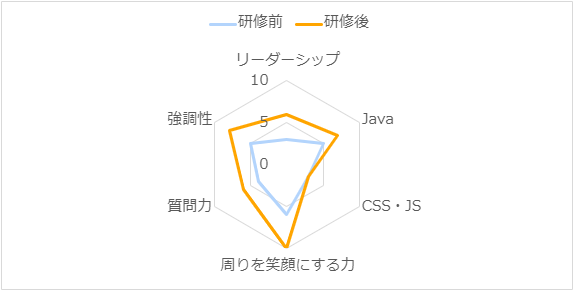 研修前 研修後
リーダーシップ
10
強調性 5 Java
0
質問力 CSS・JS
周りを笑顔にする力